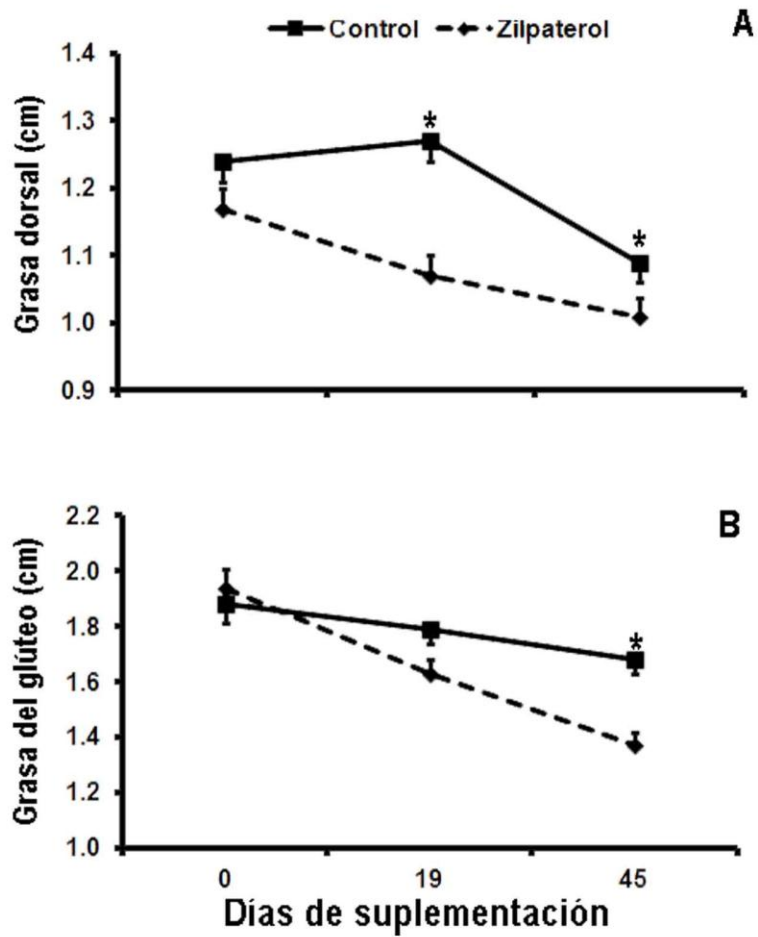 Control Zilpaterol
A
1.4
1.3
1.2
1.1
1.0
0.9
Grasa dorsal (cm)
*
*
B
2.2
2.0
1.8
1.6
1.4
1.2
1.0
Grasa del glúteo (cm)
*
0 19 45
Días de suplementación